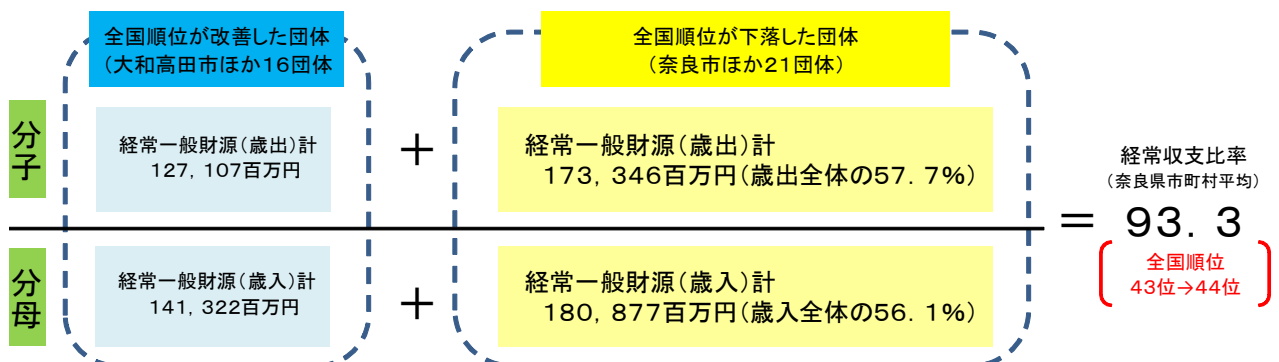 全国順位が改善した団体
(大和高田市ほか16団体
全国順位が下落した団体
(奈良市ほか21団体)
分子
経常一般財源(歳出)計
127,107百万円
+
経常一般財源(歳出)計
173,346百万円(歳出全体の57.7%)
分母
経常一般財源(歳入)計
141,322百万円
+
経常一般財源(歳入)計
180,877百万円(歳入全体の56.1%)
=
経常収支比率
(奈良県市町村平均)
93.3
全国順位
43位→44位